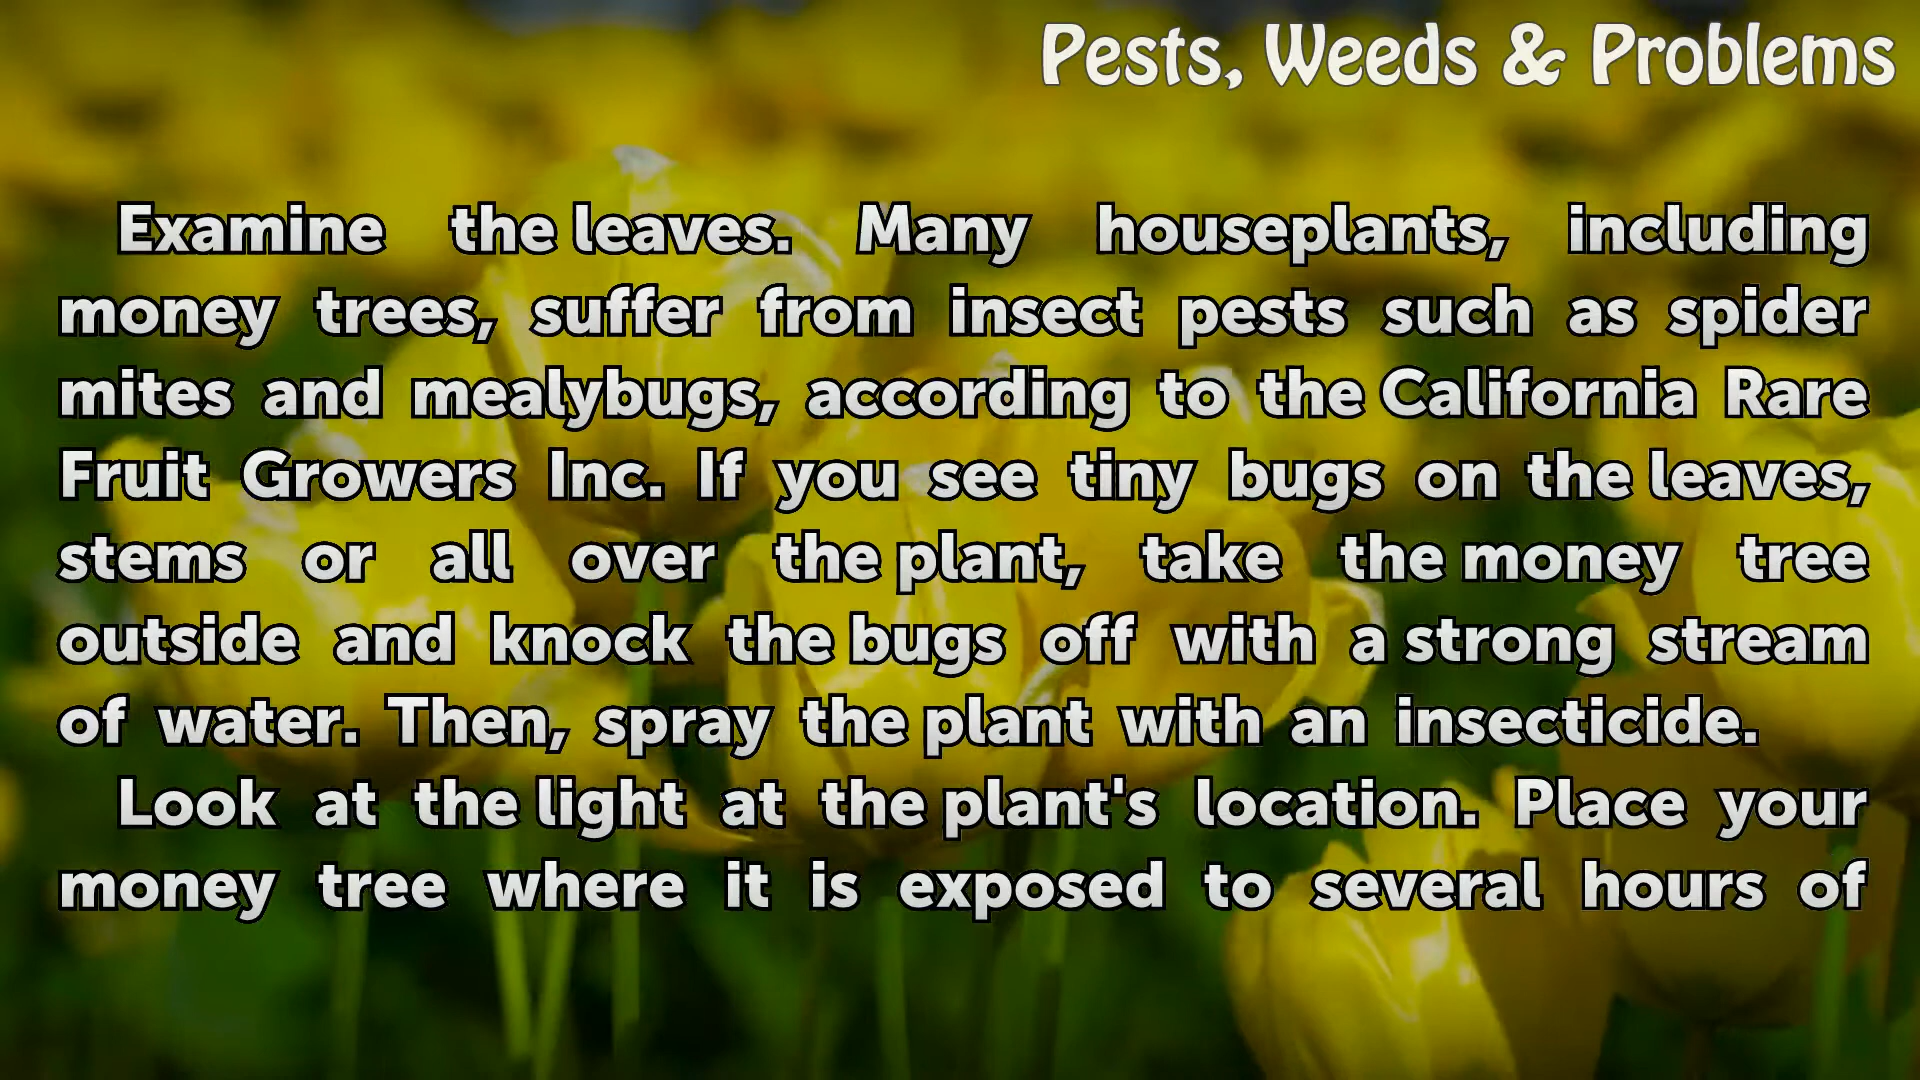 Pests, Weeds & Problems
Examine the leaves. Many houseplants, including
money trees, suffer from insect pests such as spider
mites and mealybugs, according to the California Rare
Fruit Growers Inc. If you see tiny bugs on the leaves,
stems or all over the plant, take the money tree
outside and knock the bugs off with a strong stream
of water. Then, spray the plant with an insecticide.
Look at the light at the plant's location. Place your
money tree where it is exposed to several hours of